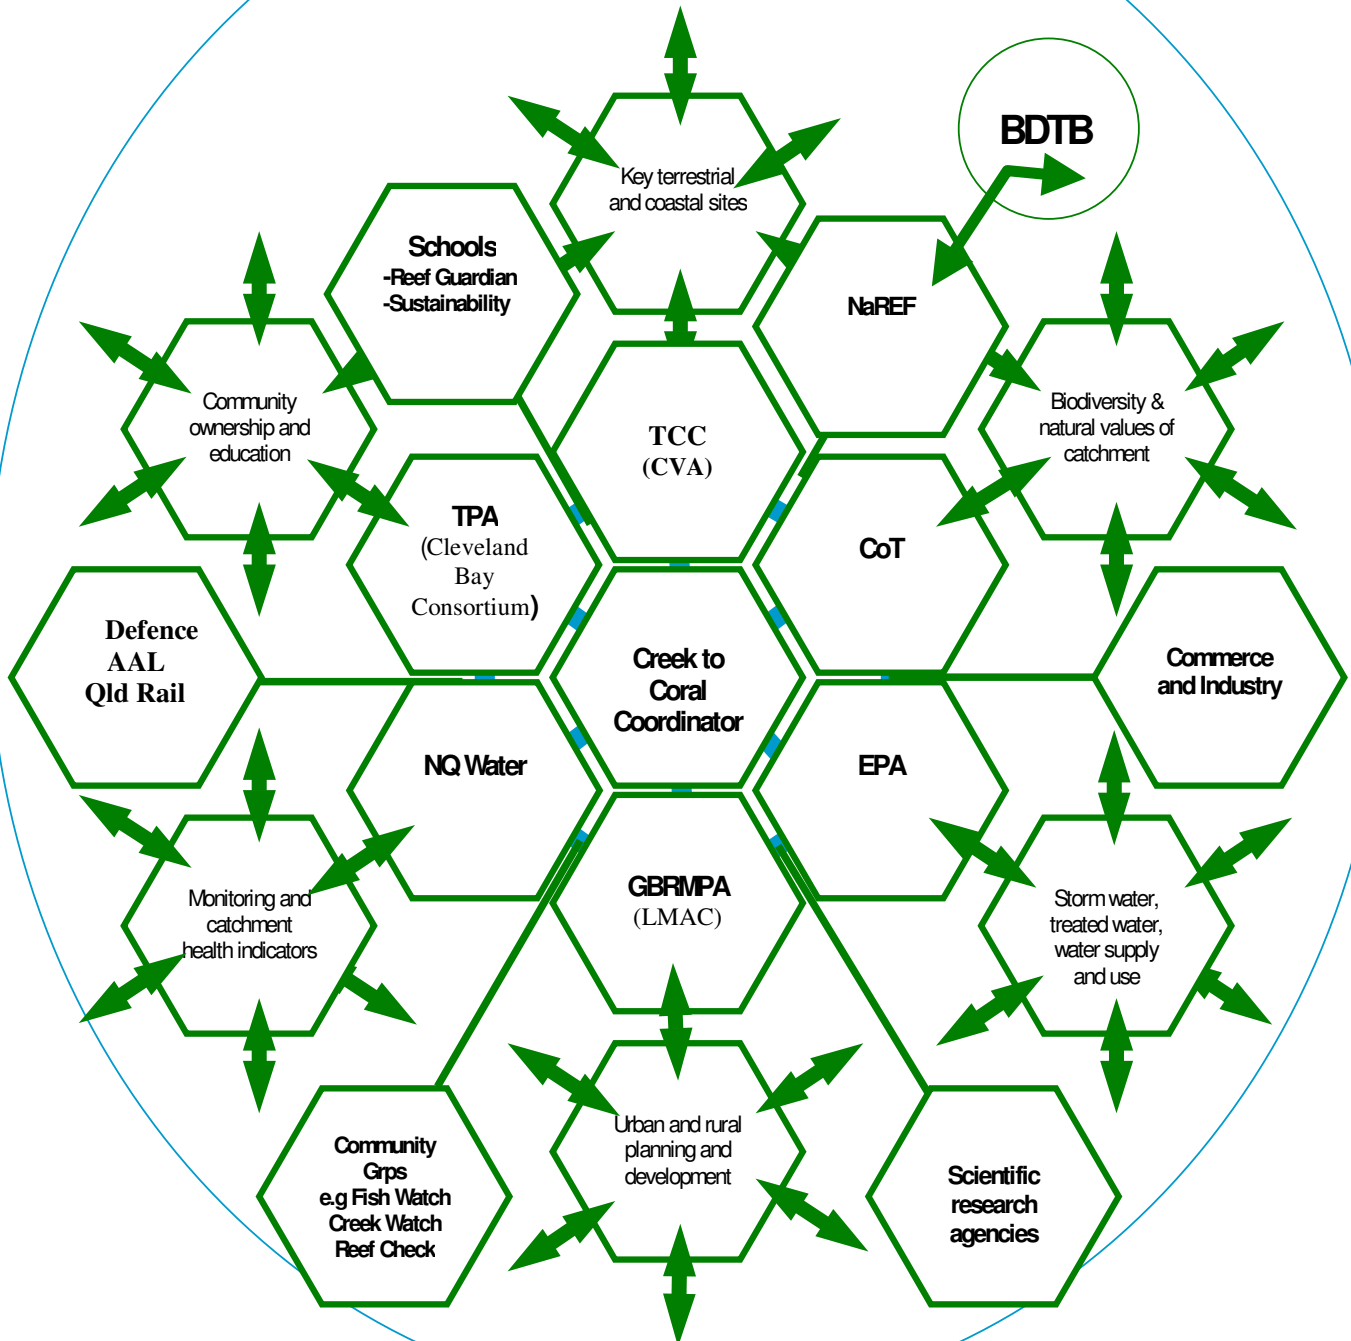 BDTB
Key terrestrial
and coastal sites
Schools
-Reef Guardian
-Sustainability
NaREF
Community
ownership and
education
TCC
(CVA)
Biodiversity &
natural values of
catchment
TPA
(Cleveland
Bay
Consortium)
CoT
Defence
AAL
Qld Rail
Creek to
Coral
Coordinator
Commerce
and Industry
NQ Water
EPA
Monitoring and
catchment
health indicators
GBRMPA
(LMAC)
Storm water,
treated water,
water supply
and use
Community
Grps
e.g Fish Watch
Creek Watch
Reef Check
Urban and rural
planning and
development
Scientific
research
agencies